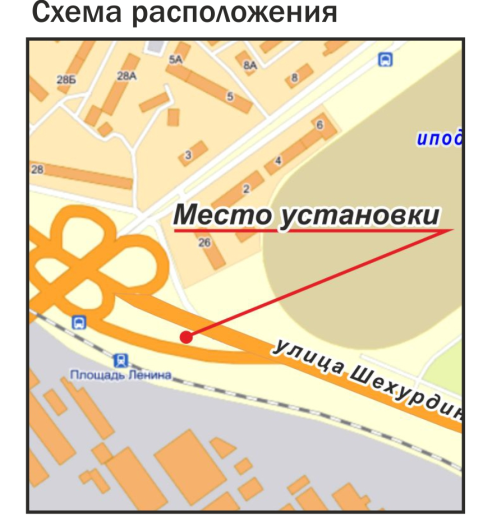 Схема расположения
5А
8А
28Б
28А
8
5
6
ипод
3
4
28
2
Место установки
26
улица Шехурдин
Площадь Ленина